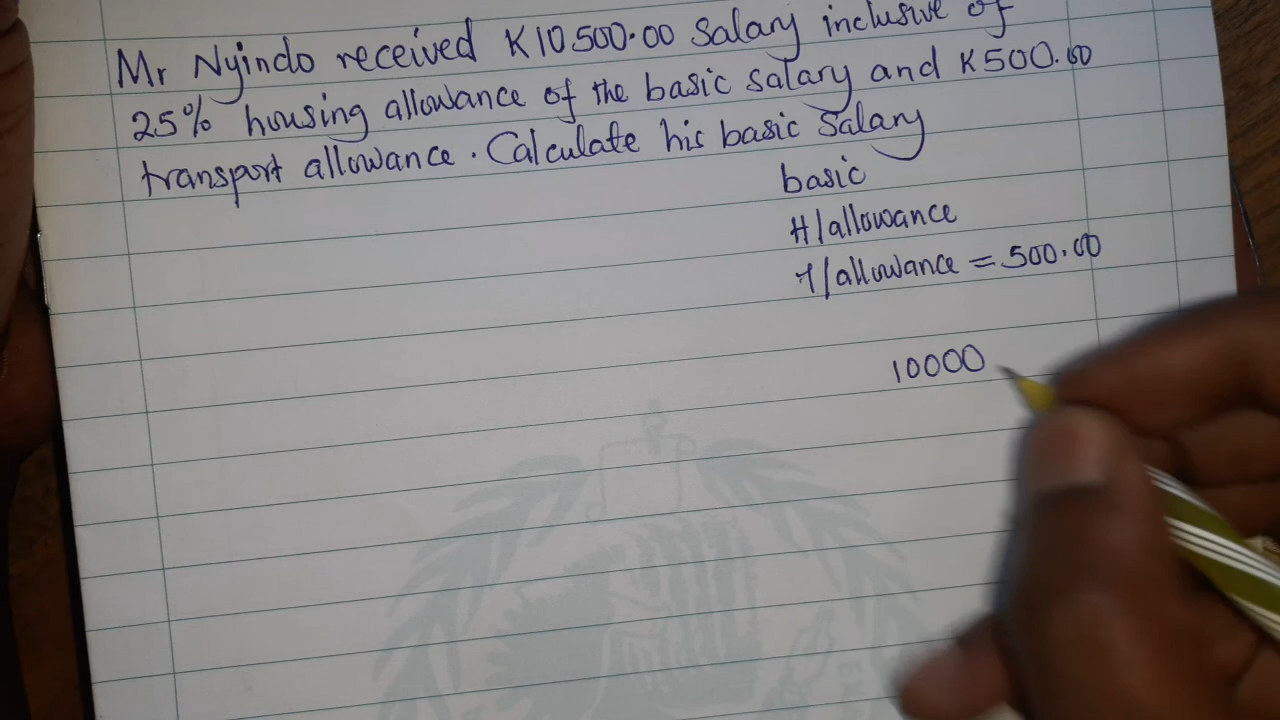 Mr Nyindo received K10500.00 Salary inclusive of
25% housing allowance of the basic salary and K500.00
transport allowance. Calculate his basic Salary
basic
H/allowance
T/allowance = 500.00
10000